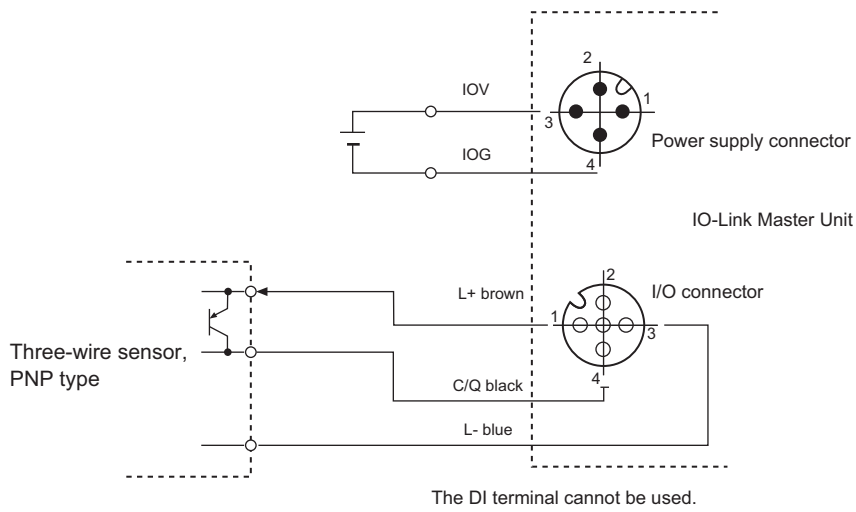 2
IOV
1
3
Power supply connector
IOG
4
IO-Link Master Unit
2
L+ brown
I/O connector
1
3
Three-wire sensor,
PNP type
4
C/Q black
L- blue
The DI terminal cannot be used.